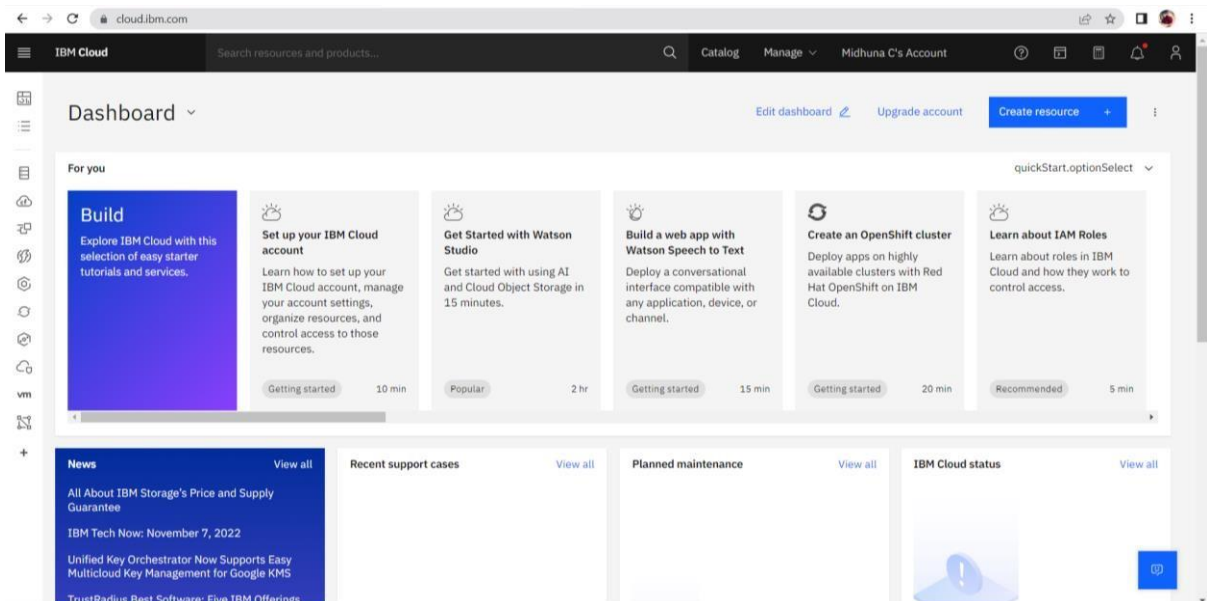 cloud.ibm.com
IBM Cloud
Search resources and products...
Catalog
Manage
Midhuna C's Account
Dashboard
Edit dashboard
Upgrade account
Create resource +
For you
quickStart.optionSelect
Build
Explore IBM Cloud with this
selection of easy starter
tutorials and services.
Set up your IBM Cloud
account
Learn how to set up your
IBM Cloud account, manage
your account settings,
organize resources, and
control access to those
resources.
Getting started
10 min
Get Started with Watson
Studio
Get started with using AI
and Cloud Object Storage in
15 minutes.
Popular
2 hr
Build a web app with
Watson Speech to Text
Deploy a conversational
interface compatible with
any application, device, or
channel.
Getting started
15 min
Create an OpenShift cluster
Deploy apps on highly
available clusters with Red
Hat OpenShift on IBM
Cloud.
Getting started
20 min
Learn about IAM Roles
Learn about roles in IBM
Cloud and how they work to
control access.
Recommended
5 min
vm
News
View all
All About IBM Storage's Price and Supply
Guarantee
IBM Tech Now: November 7, 2022
Unified Key Orchestrator Now Supports Easy
Multicloud Key Management for Google KMS
TrustRadius Best Software: Five IBM Offerings
Recent support cases
View all
Planned maintenance
View all
IBM Cloud status
View all